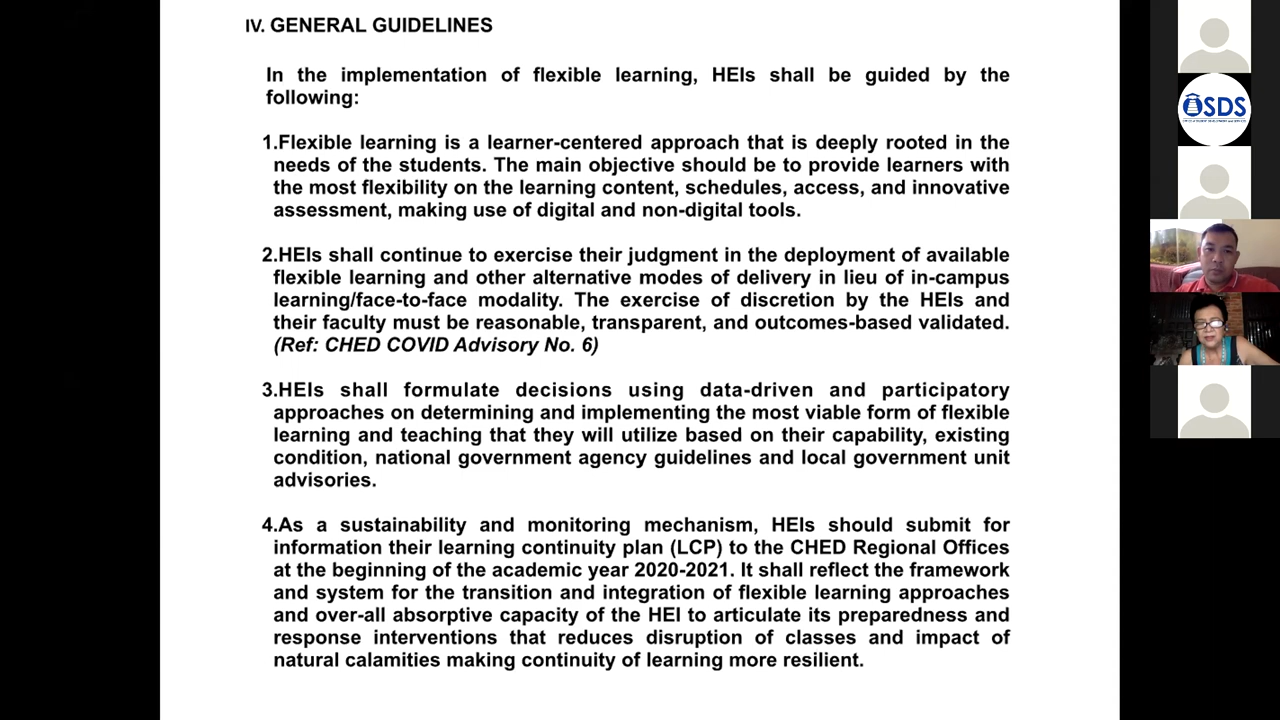 IV. GENERAL GUIDELINES
In the implementation of flexible learning, HEIs shall be guided by the
following:
1.Flexible learning is a learner-centered approach that is deeply rooted in the
needs of the students. The main objective should be to provide learners with
the most flexibility on the learning content, schedules, access, and innovative
assessment, making use of digital and non-digital tools.
2.HEIs shall continue to exercise their judgment in the deployment of available
flexible learning and other alternative modes of delivery in lieu of in-campus
learning/face-to-face modality. The exercise of discretion by the HEIs and
their faculty must be reasonable, transparent, and outcomes-based validated.
(Ref: CHED COVID Advisory No. 6)
3.HEIs shall formulate decisions using data-driven and participatory
approaches on determining and implementing the most viable form of flexible
learning and teaching that they will utilize based on their capability, existing
condition, national government agency guidelines and local government unit
advisories.
4.As a sustainability and monitoring mechanism, HEIs should submit for
information their learning continuity plan (LCP) to the CHED Regional Offices
at the beginning of the academic year 2020-2021. It shall reflect the framework
and system for the transition and integration of flexible learning approaches
and over-all absorptive capacity of the HEI to articulate its preparedness and
response interventions that reduces disruption of classes and impact of
natural calamities making continuity of learning more resilient.
OSDS